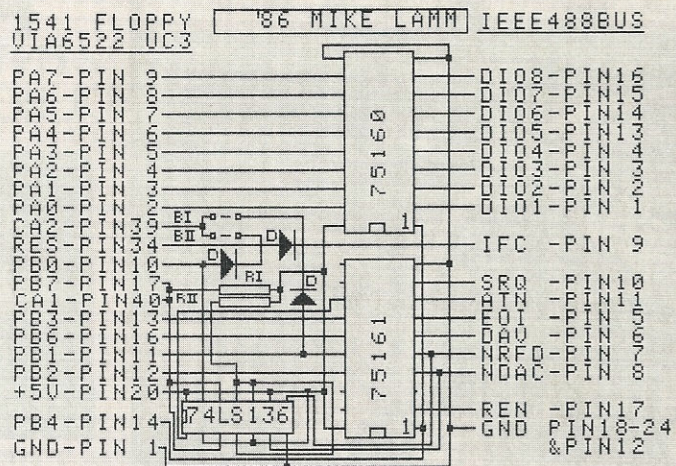 1541 FLOPPY
VIA6522 UC3
'86 MIKE LAMM
IEEE488BUS
PA7-PIN 9
PA6-PIN 8
PA5-PIN 7
PA4-PIN 6
PA3-PIN 5
PA2-PIN 4
PA1-PIN 3
PA0-PIN 2
CA2-PIN39
RES-PIN34
PB0-PIN10
PB7-PIN17
CA1-PIN40
PB3-PIN13
PB6-PIN16
PB1-PIN11
PB2-PIN12
+5V-PIN20
PB4-PIN14
GND-PIN 1
BI
BII
D
D
RI
D
RII
75160
1
75161
1
74LS136
DIO8-PIN16
DIO7-PIN15
DIO6-PIN14
DIO5-PIN13
DIO4-PIN 4
DIO3-PIN 3
DIO2-PIN 2
DIO1-PIN 1
IFC -PIN 9
SRQ -PIN10
ATN -PIN11
EOI -PIN 5
DAV -PIN 6
NRFD-PIN 7
NDAC-PIN 8
REN -PIN17
GND PIN18-24
&PIN12